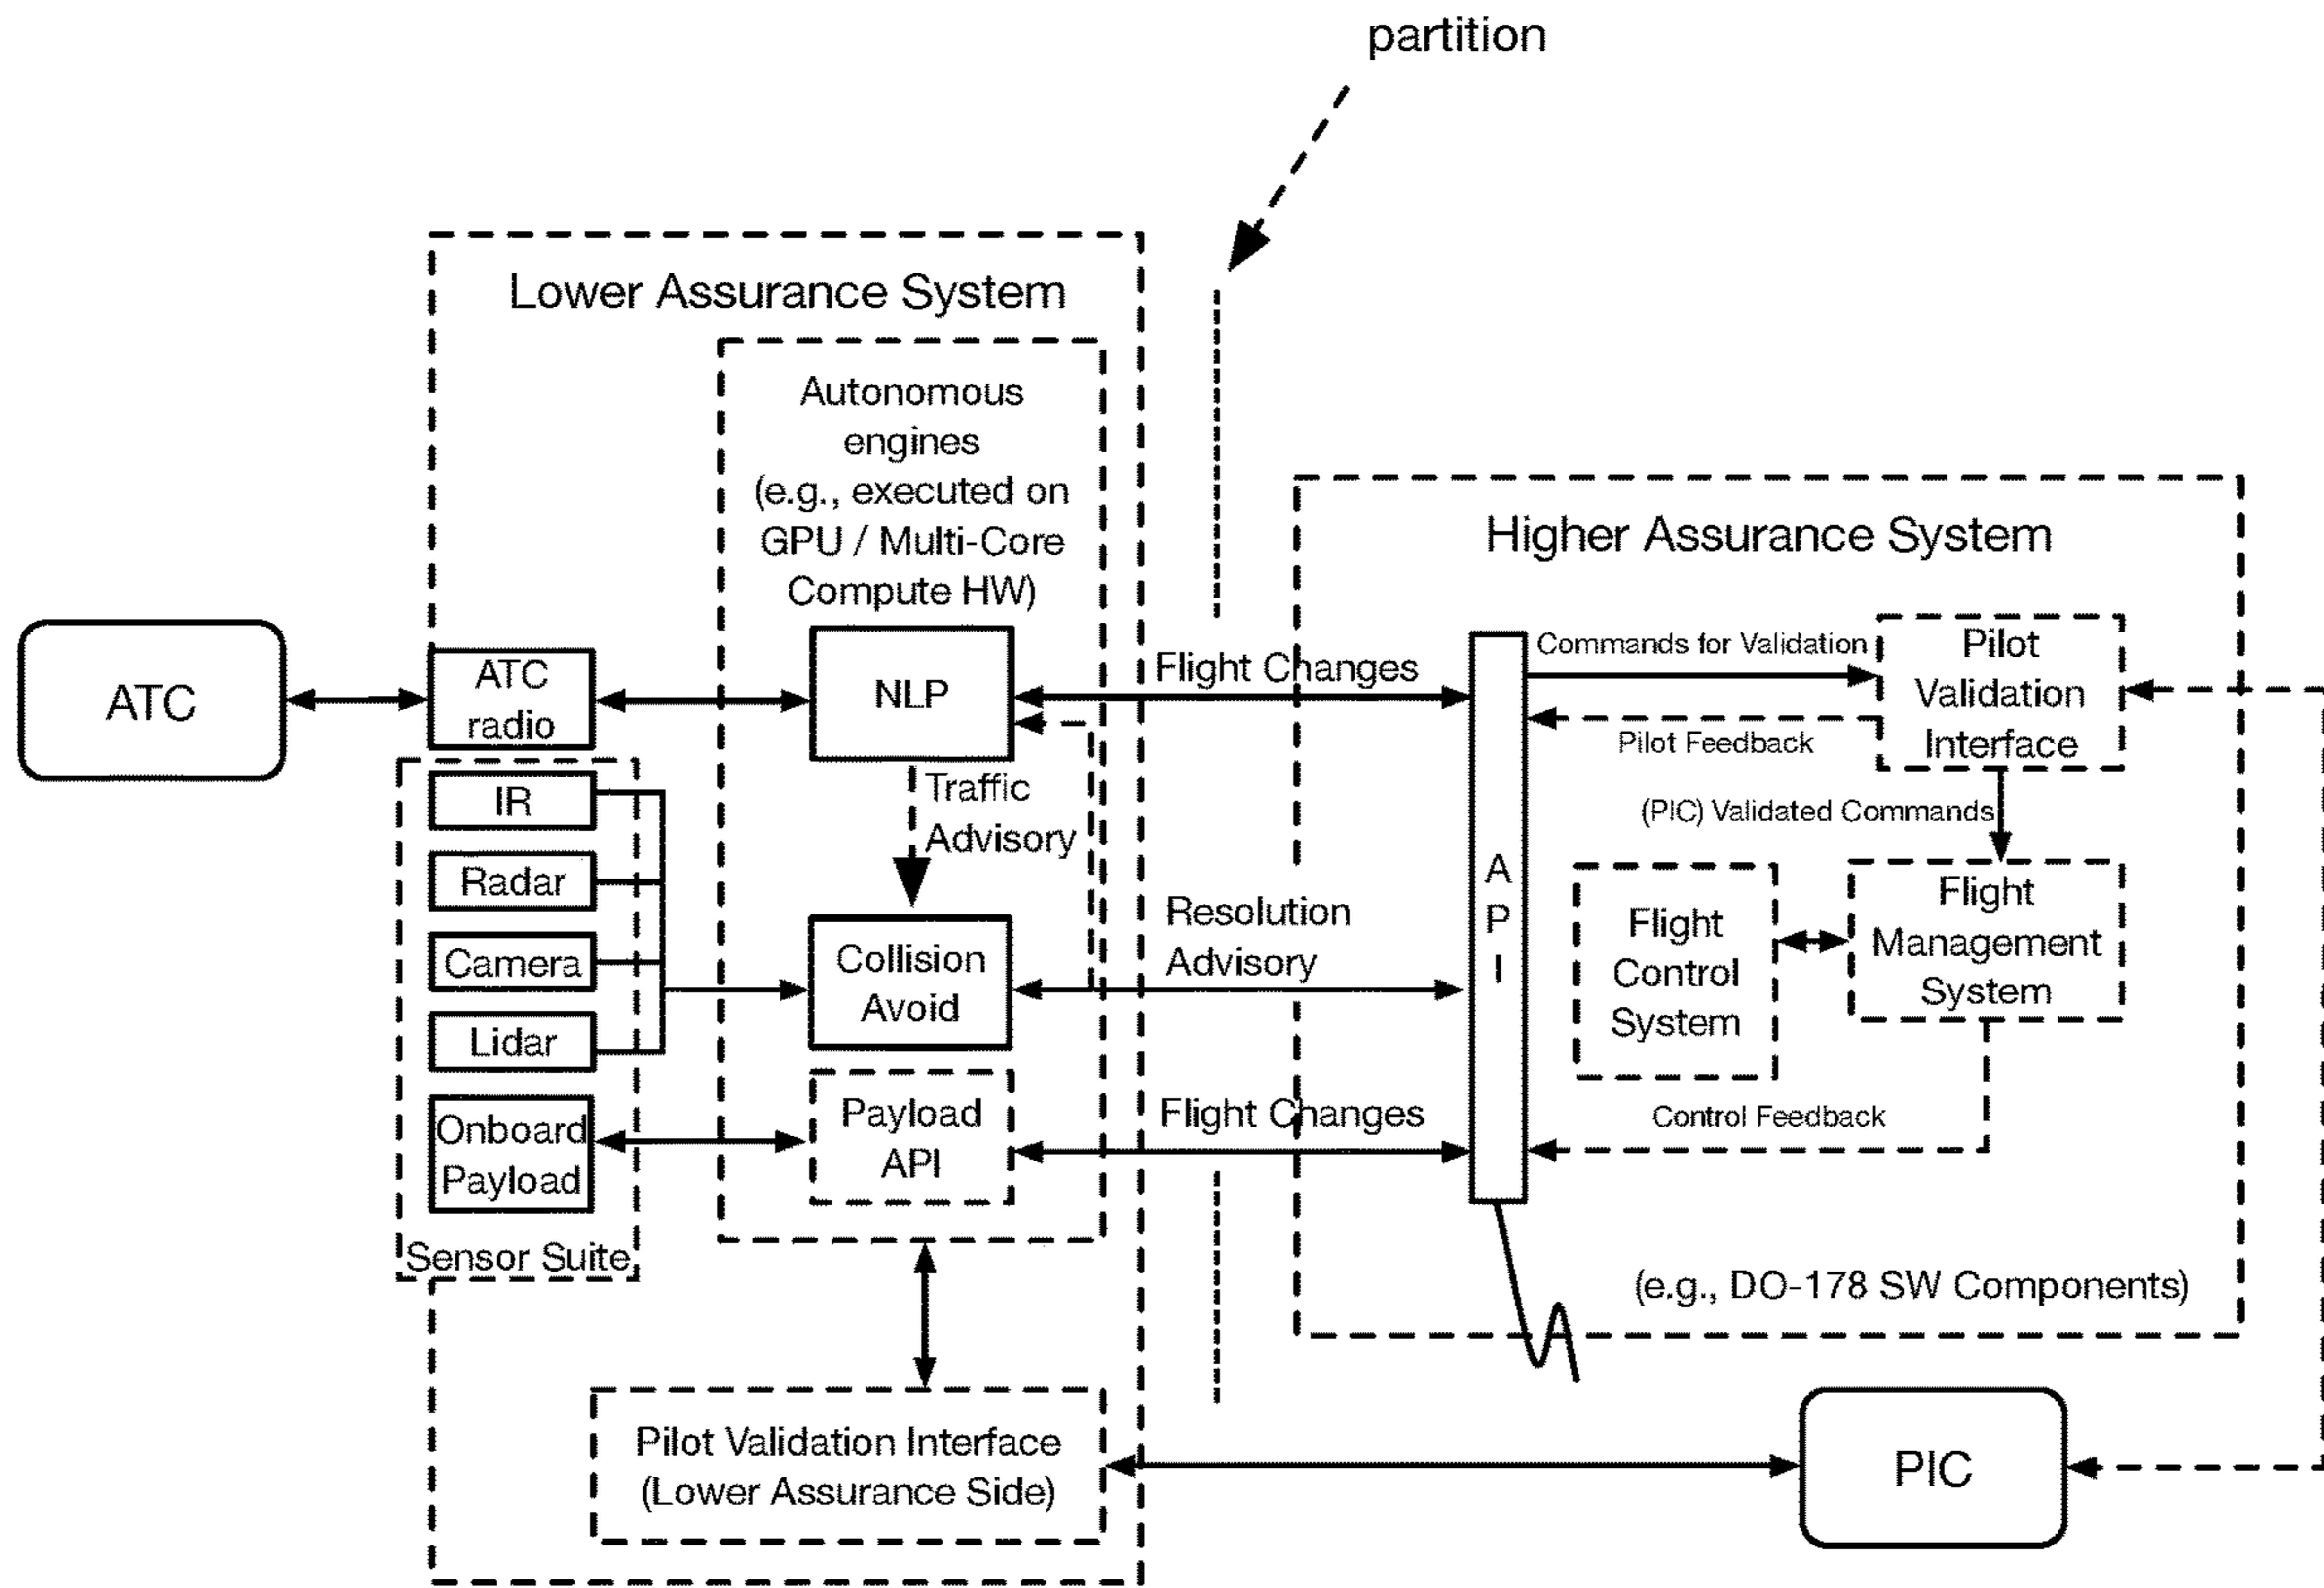 partition
Lower Assurance System
Autonomous
engines
(e.g., executed on
GPU / Multi-Core
Compute HW)
Higher Assurance System
ATC
ATC
radio
NLP
Flight Changes
Commands for Validation
Pilot
Validation
Interface
Pilot Feedback
IR
Traffic
Advisory
(PIC) Validated Commands
Radar
A
P
I
Camera
Collision
Avoid
Resolution
Advisory
Flight
Control
System
Flight
Management
System
Lidar
Onboard
Payload
Payload
API
Flight Changes
Control Feedback
Sensor Suite
(e.g., DO-178 SW Components)
Pilot Validation Interface
(Lower Assurance Side)
PIC